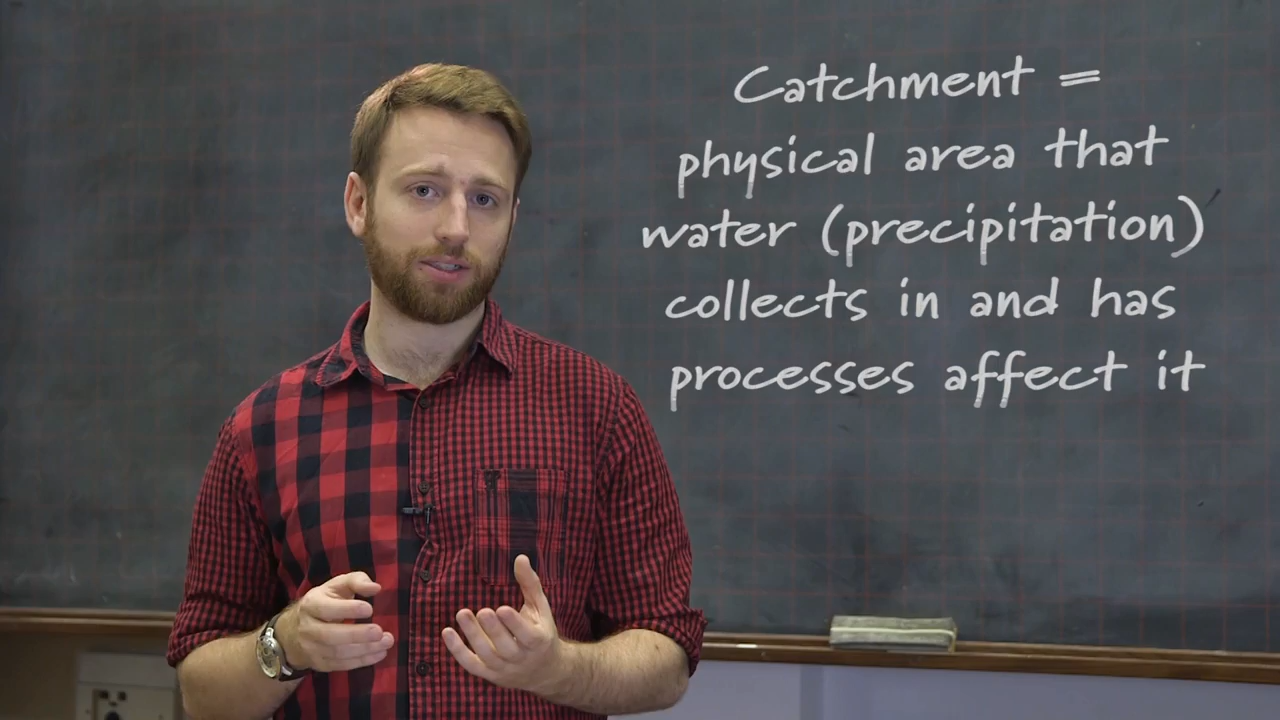 Catchment =
physical area that
water (precipitation)
collects in and has
processes affect it